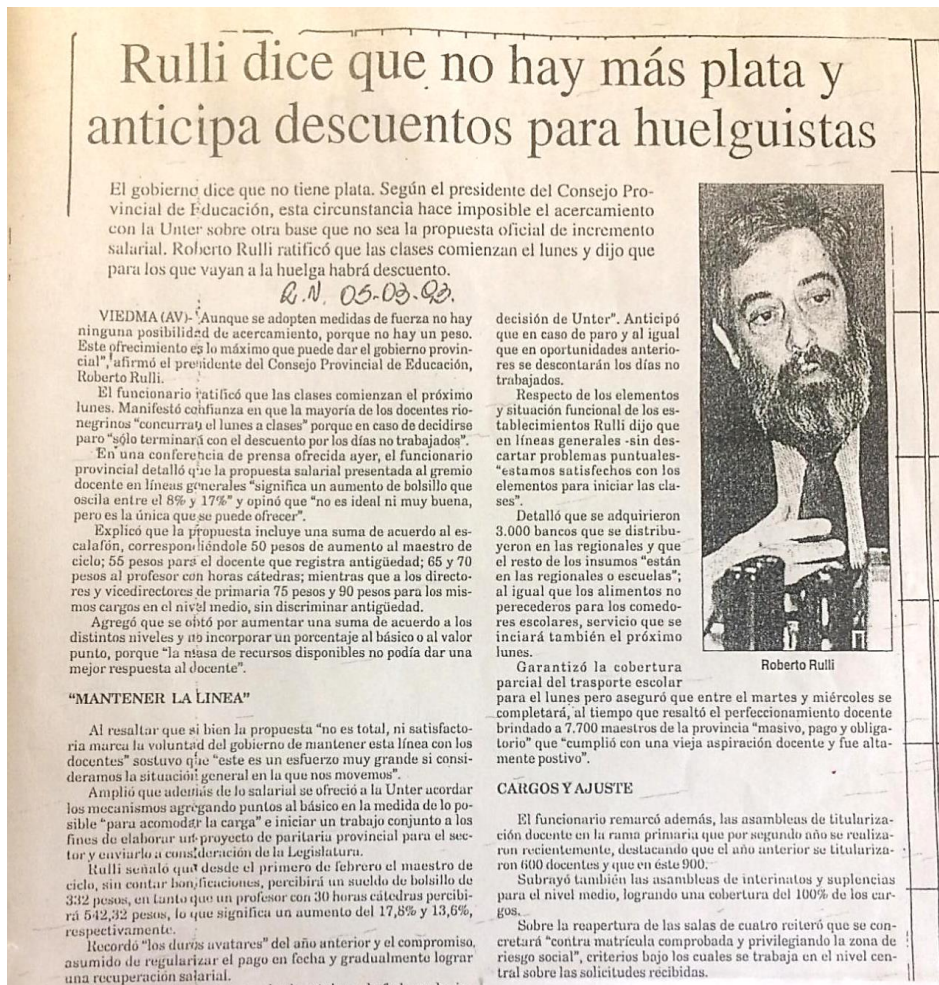 Rulli dice que no hay más plata y
anticipa descuentos para huelguistas
El gobierno dice que no tiene plata. Según el presidente del Consejo Pro-
vincial de Educación, esta circunstancia hace imposible el acercamiento
con la Unter sobre otra base que no sea la propuesta oficial de incremento
salarial. Roberto Rulli ratificó que las clases comienzan el lunes y dijo que
para los que vayan a la huelga habrá descuento.
R.N. 05-03-93.
VIEDMA (AV)- "Aunque se adopten medidas de fuerza no hay
ninguna posibilidad de acercamiento, porque no hay un peso.
Este ofrecimiento es lo máximo que puede dar el gobierno provin-
cial", afirmó el presidente del Consejo Provincial de Educación,
Roberto Rulli.
El funcionario ratificó que las clases comienzan el próximo
lunes. Manifestó confianza en que la mayoría de los docentes rio-
negrinos "concurran el lunes a clases" porque en caso de decidirse
paro "sólo terminará con el descuento por los días no trabajados".
En una conferencia de prensa ofrecida ayer, el funcionario
provincial detalló que la propuesta salarial presentada al gremio
docente en líneas generales "significa un aumento de bolsillo que
oscila entre el 8% y 17%" y opinó que "no es ideal ni muy buena,
pero es la única que se puede ofrecer".
Explicó que la propuesta incluye una suma de acuerdo al es-
calafón, correspondiéndole 50 pesos de aumento al maestro de
ciclo; 55 pesos para el docente que registra antigüedad; 65 y 70
pesos al profesor con horas cátedras; mientras que a los directo-
res y vicedirectores de primaria 75 pesos y 90 pesos para los mis-
mos cargos en el nivel medio, sin discriminar antigüedad.
Agregó que se optó por aumentar una suma de acuerdo a los
distintos niveles y no incorporar un porcentaje al básico o al valor
punto, porque "la masa de recursos disponibles no podía dar una
mejor respuesta al docente".
"MANTENER LA LINEA"
Al resaltar que si bien la propuesta "no es total, ni satisfacto-
ria marca la voluntad del gobierno de mantener esta línea con los
docentes" sostuvo que "este es un esfuerzo muy grande si consi-
deramos la situación general en la que nos movemos".
Amplió que además de lo salarial se ofreció a la Unter acordar
los mecanismos agregando puntos al básico en la medida de lo po-
sible "para acomodar la carga" e iniciar un trabajo conjunto a los
fines de elaborar un proyecto de paritaria provincial para el sec-
tor y enviarlo a consideración de la Legislatura.
Rulli señaló que desde el primero de febrero el maestro de
ciclo, sin contar bonificaciones, percibirá un sueldo de bolsillo de
332 pesos, en tanto que un profesor con 30 horas cátedras percibi-
rá 542,32 pesos, lo que significa un aumento del 17,8% y 13,6%,
respectivamente.
Recordó "los duros avatares" del año anterior y el compromiso,
asumido de regularizar el pago en fecha y gradualmente lograr
una recuperación salarial.
decisión de Unter". Anticipó
que en caso de paro y al igual
que en oportunidades anterio-
res se descontarán los días no
trabajados.
Respecto de los elementos
y situación funcional de los es-
tablecimientos Rulli dijo que
en líneas generales -sin des-
cartar problemas puntuales-
"estamos satisfechos con los
elementos para iniciar las cla-
ses".
Detalló que se adquirieron
3.000 bancos que se distribu-
yeron en las regionales y que
el resto de los insumos "están
en las regionales o escuelas";
al igual que los alimentos no
perecederos para los comedo-
res escolares, servicio que se
inciará también el próximo
lunes.
Garantizó la cobertura
parcial del trasporte escolar
para el lunes pero aseguró que entre el martes y miércoles se
completará, al tiempo que resaltó el perfeccionamiento docente
brindado a 7.700 maestros de la provincia "masivo, pago y obliga-
torio" que "cumplió con una vieja aspiración docente y fue alta-
mente postivo".
Roberto Rulli
CARGOS Y AJUSTE
El funcionario remarcó además, las asambleas de titulariza-
ción docente en la rama primaria que por segundo año se realiza-
ron recientemente, destacando que el año anterior se titulariza-
ron 600 docentes y que en éste 900.
Subrayó también las asambleas de interinatos y suplencias
para el nivel medio, logrando una cobertura del 100% de los car-
gos.
Sobre la reapertura de las salas de cuatro reiteró que se con-
cretará "contra matrícula comprobada y privilegiando la zona de
riesgo social", criterios bajo los cuales se trabaja en el nivel cen-
tral sobre las solicitudes recibidas.